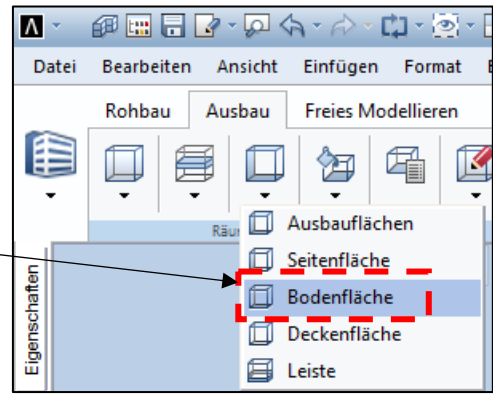 Datei Bearbeiten Ansicht Einfügen Format
Rohbau Ausbau Freies Modellieren
Ausbauflächen
Seitenfläche
Bodenfläche
Deckenfläche
Leiste
Eigenschaften